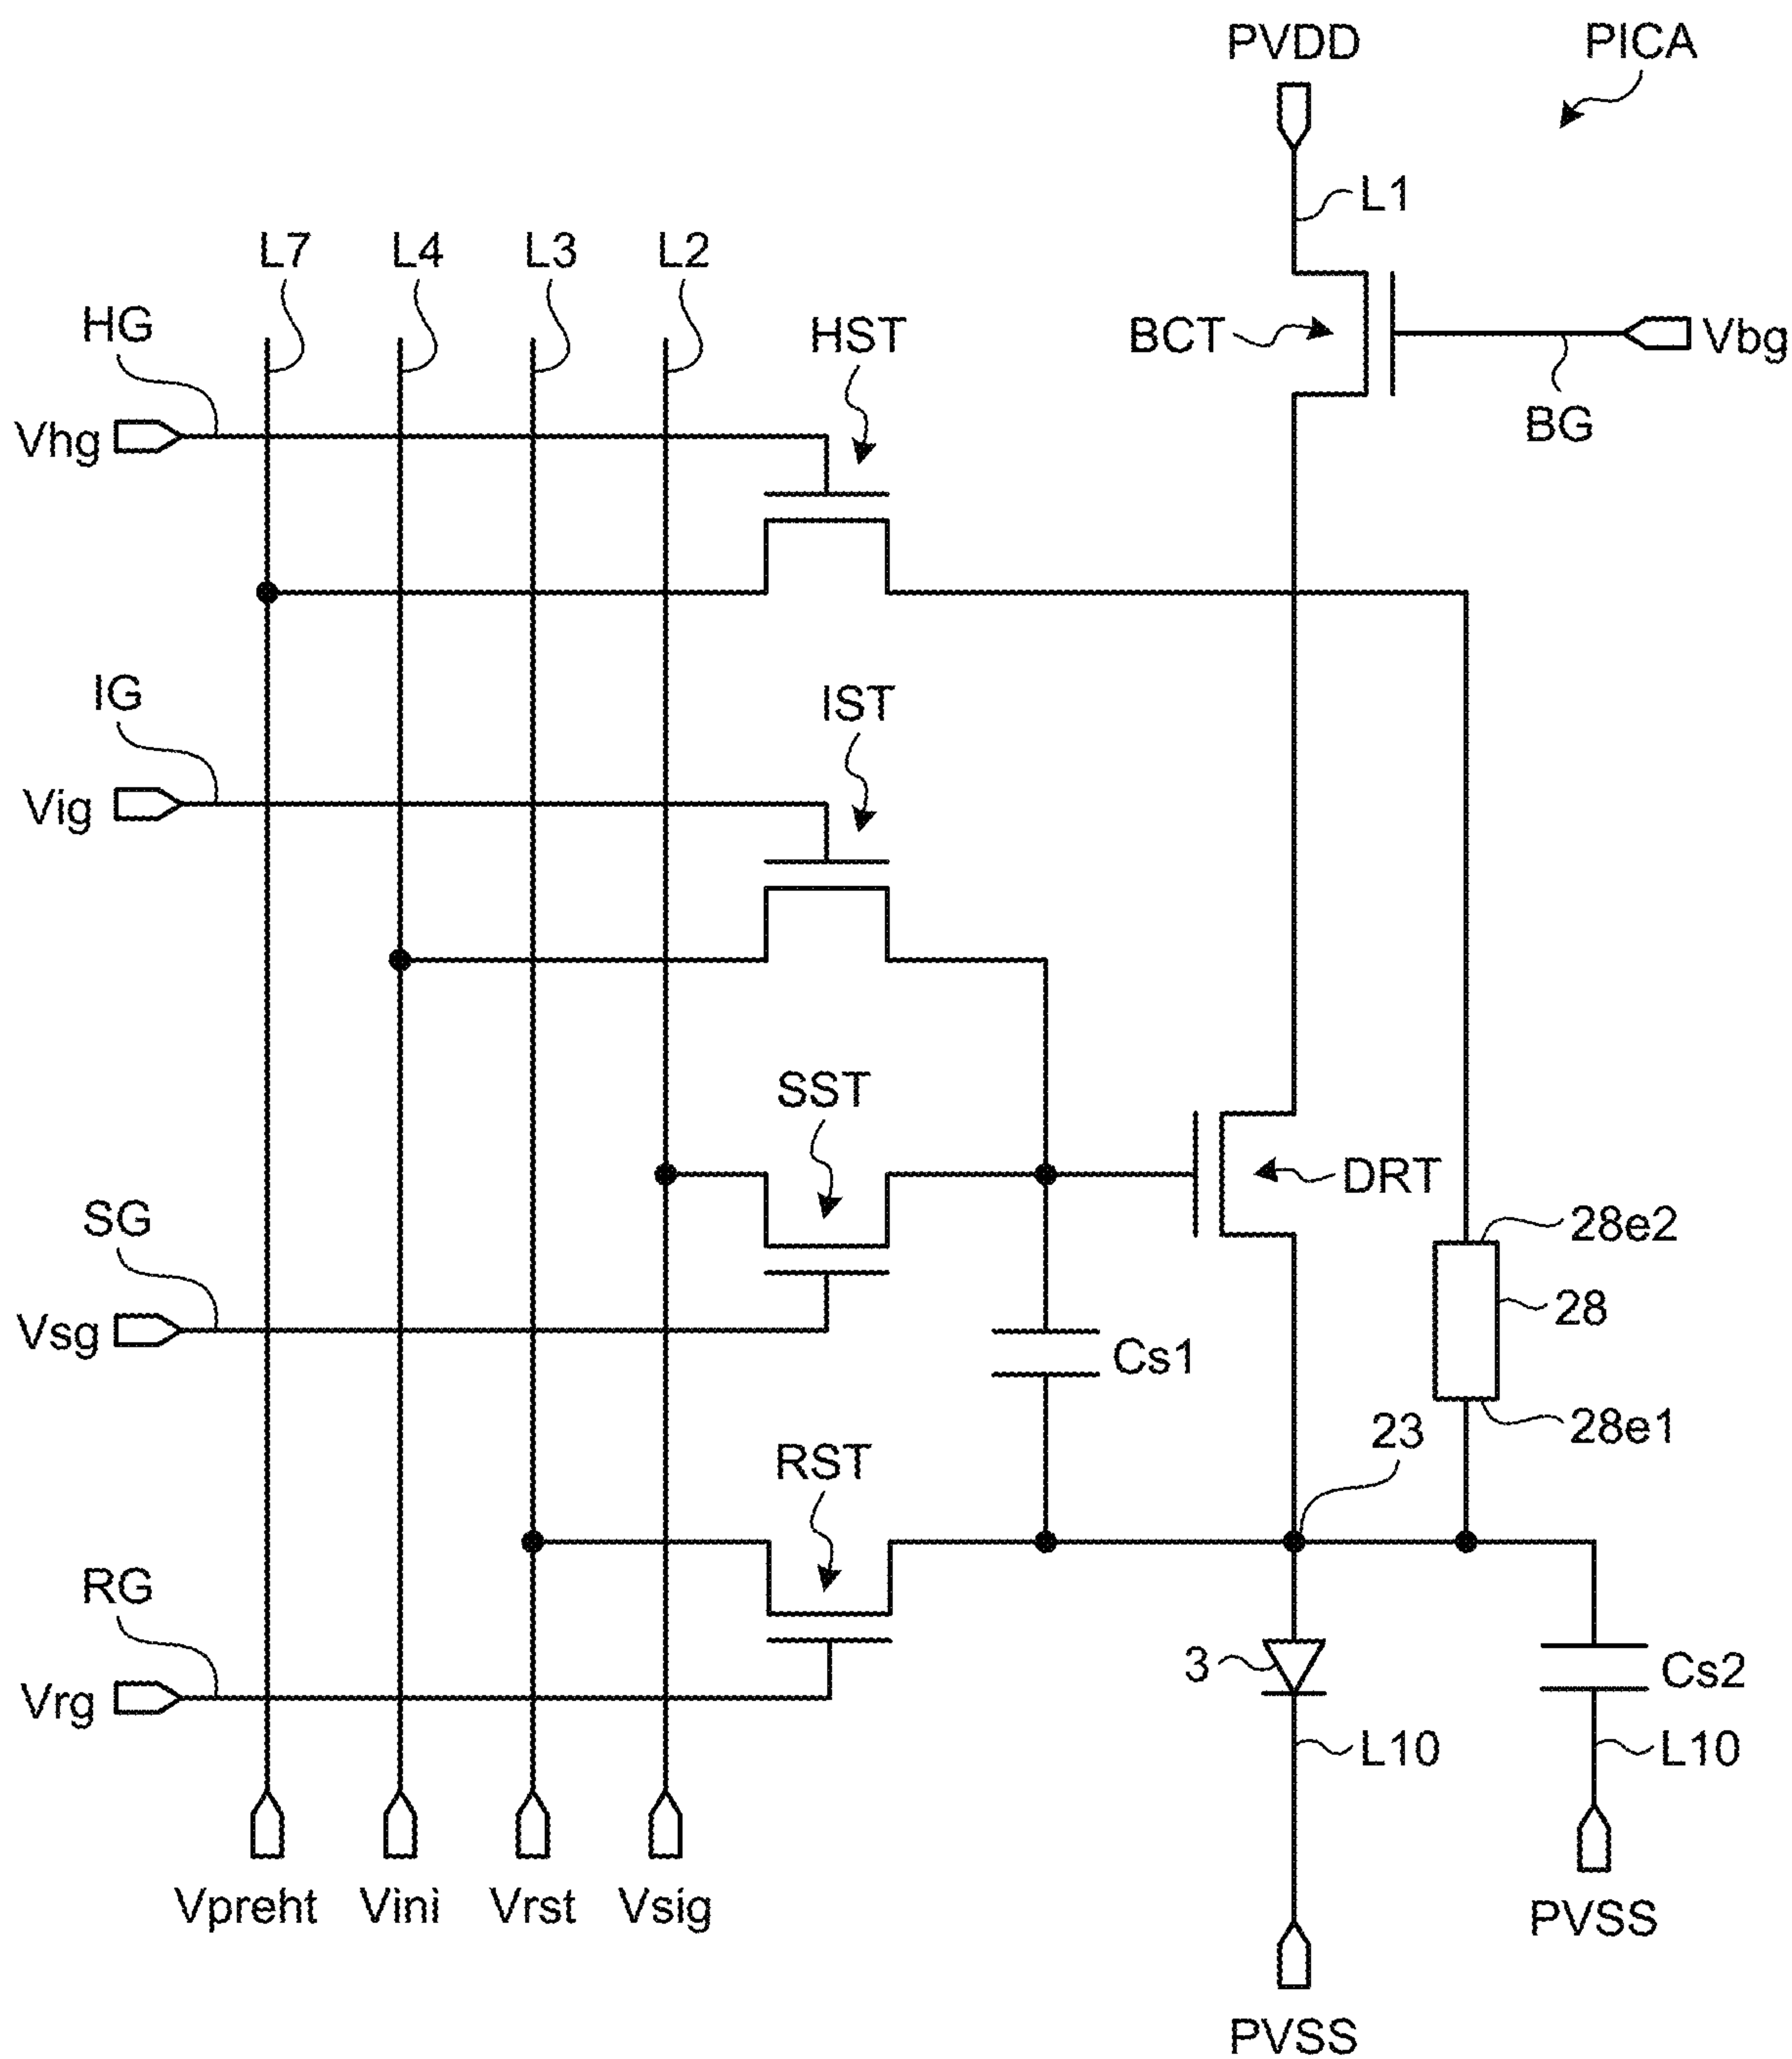 PVDD
PICA
L1
L7
L4
L3
L2
HG
HST
BCT
Vbg
BG
Vhg
IG
IST
Vig
SST
DRT
SG
28e2
28
Vsg
Cs1
28e1
23
RST
RG
3
Cs2
Vrg
L10
L10
Vpreht
Vini
Vrst
Vsig
PVSS
PVSS